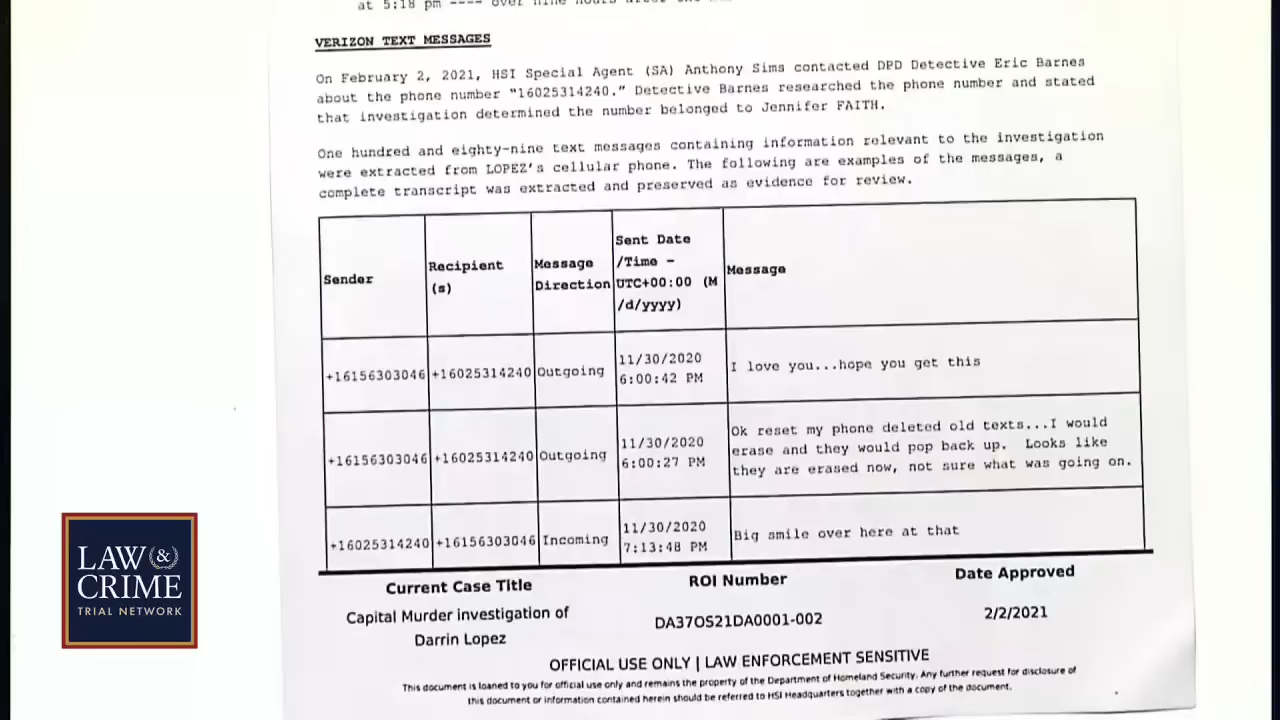 at 5:18 pm ---- over nine hours after the
VERIZON TEXT MESSAGES
On February 2, 2021, HSI Special Agent (SA) Anthony Sims contacted DPD Detective Eric Barnes
about the phone number "16025314240." Detective Barnes researched the phone number and stated
that investigation determined the number belonged to Jennifer FAITH.
One hundred and eighty-nine text messages containing information relevant to the investigation
were extracted from LOPEZ's cellular phone. The following are examples of the messages, a
complete transcript was extracted and preserved as evidence for review.
Sender
Recipient
(s)
Message
Direction
Sent Date
/Time -
UTC+00:00 (M
/d/yyyy)
Message
+16156303046
+16025314240
Outgoing
11/30/2020
6:00:42 PM
I love you...hope you get this
+16156303046
+16025314240
Outgoing
11/30/2020
6:00:27 PM
Ok reset my phone deleted old texts...I would
erase and they would pop back up. Looks like
they are erased now, not sure what was going on.
+16025314240
+16156303046
Incoming
11/30/2020
7:13:48 PM
Big smile over here at that
Current Case Title
ROI Number
Date Approved
Capital Murder investigation of
Darrin Lopez
DA37OS21DA0001-002
2/2/2021
OFFICIAL USE ONLY | LAW ENFORCEMENT SENSITIVE
This document is loaned to you for official use only and remains the property of the Department of Homeland Security. Any further request for disclosure of
this document or information contained herein should be referred to HSI Headquarters together with a copy of the document.
LAW &
CRIME
TRIAL NETWORK